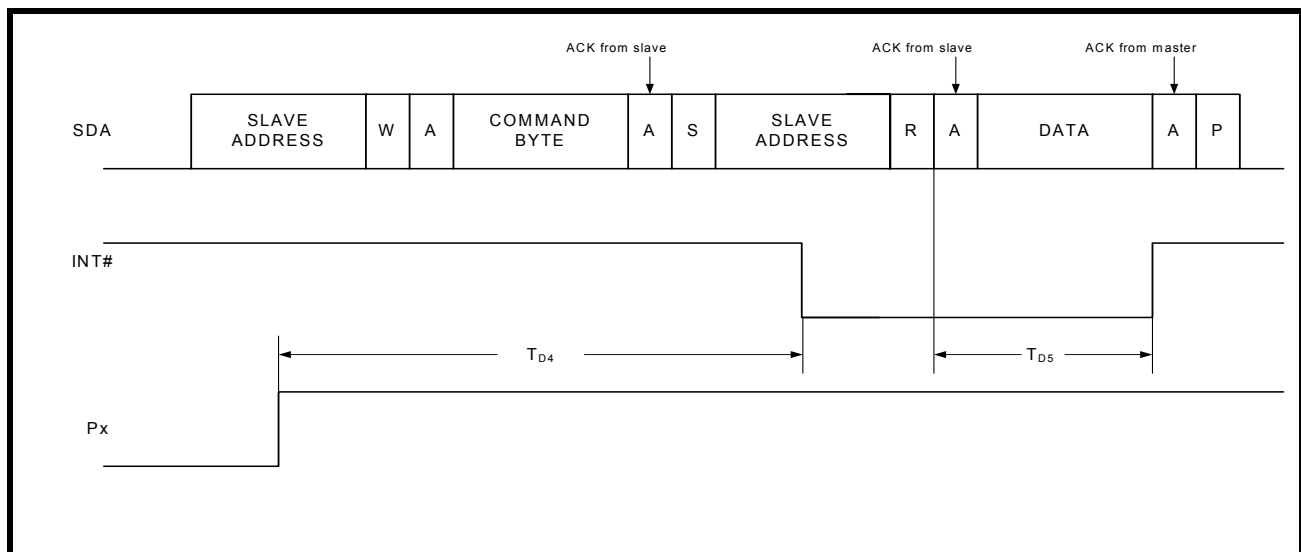 ACK from slave
ACK from slave
ACK from master
SDA
SLAVE
ADDRESS
W
A
COMMAND
BYTE
A
S
SLAVE
ADDRESS
R
A
DATA
A
P
INT#
TD4
TD5
Px